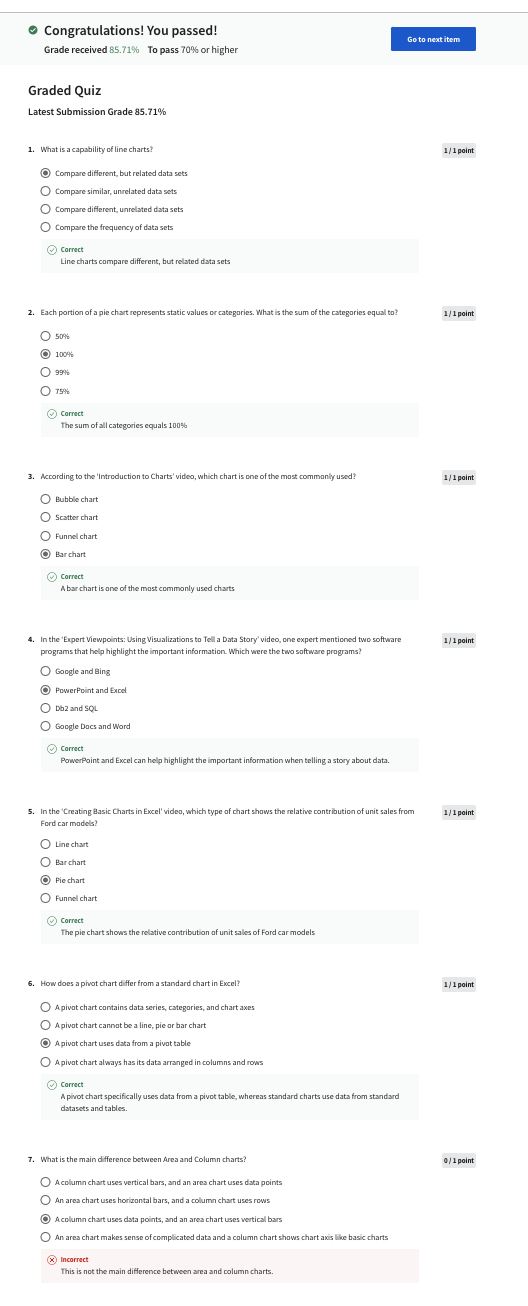 Congratulations! You passed!
Grade received 85.71% To pass 70% or higher
Go to next item
Graded Quiz
Latest Submission Grade 85.71%
1. What is a capability of line charts?
1 / 1 point
Compare different, but related data sets
Compare similar, unrelated data sets
Compare different, unrelated data sets
Compare the frequency of data sets
Correct
Line charts compare different, but related data sets
2. Each portion of a pie chart represents static values or categories. What is the sum of the categories equal to?
1 / 1 point
50%
100%
99%
75%
Correct
The sum of all categories equals 100%
3. According to the 'Introduction to Charts' video, which chart is one of the most commonly used?
1 / 1 point
Bubble chart
Scatter chart
Funnel chart
Bar chart
Correct
A bar chart is one of the most commonly used charts
4. In the 'Expert Viewpoints: Using Visualizations to Tell a Data Story' video, one expert mentioned two software
programs that help highlight the important information. Which were the two software programs?
1 / 1 point
Google and Bing
PowerPoint and Excel
Db2 and SQL
Google Docs and Word
Correct
PowerPoint and Excel can help highlight the important information when telling a story about data.
5. In the 'Creating Basic Charts in Excel' video, which type of chart shows the relative contribution of unit sales from
Ford car models?
1 / 1 point
Line chart
Bar chart
Pie chart
Funnel chart
Correct
The pie chart shows the relative contribution of unit sales of Ford car models
6. How does a pivot chart differ from a standard chart in Excel?
1 / 1 point
A pivot chart contains data series, categories, and chart axes
A pivot chart cannot be a line, pie or bar chart
A pivot chart uses data from a pivot table
A pivot chart always has its data arranged in columns and rows
Correct
A pivot chart specifically uses data from a pivot table, whereas standard charts use data from standard
datasets and tables.
7. What is the main difference between Area and Column charts?
0 / 1 point
A column chart uses vertical bars, and an area chart uses data points
An area chart uses horizontal bars, and a column chart uses rows
A column chart uses data points, and an area chart uses vertical bars
An area chart makes sense of complicated data and a column chart shows chart axis like basic charts
Incorrect
This is not the main difference between area and column charts.